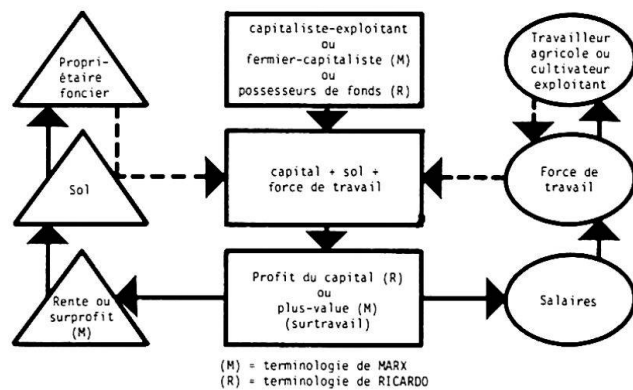 Propri-
étaire
foncier
capitaliste-exploitant
ou
fermier-capitaliste (M)
ou
possesseurs de fonds (R)
Travailleur
agricole ou
cultivateur
exploitant
Sol
capital + sol +
force de travail
Force de
travail
Rente ou
surprofit
(M)
Profit du capital (R)
ou
plus-value (M)
(surtravail)
Salaires
(M) = terminologie de MARX
(R) = terminologie de RICARDO